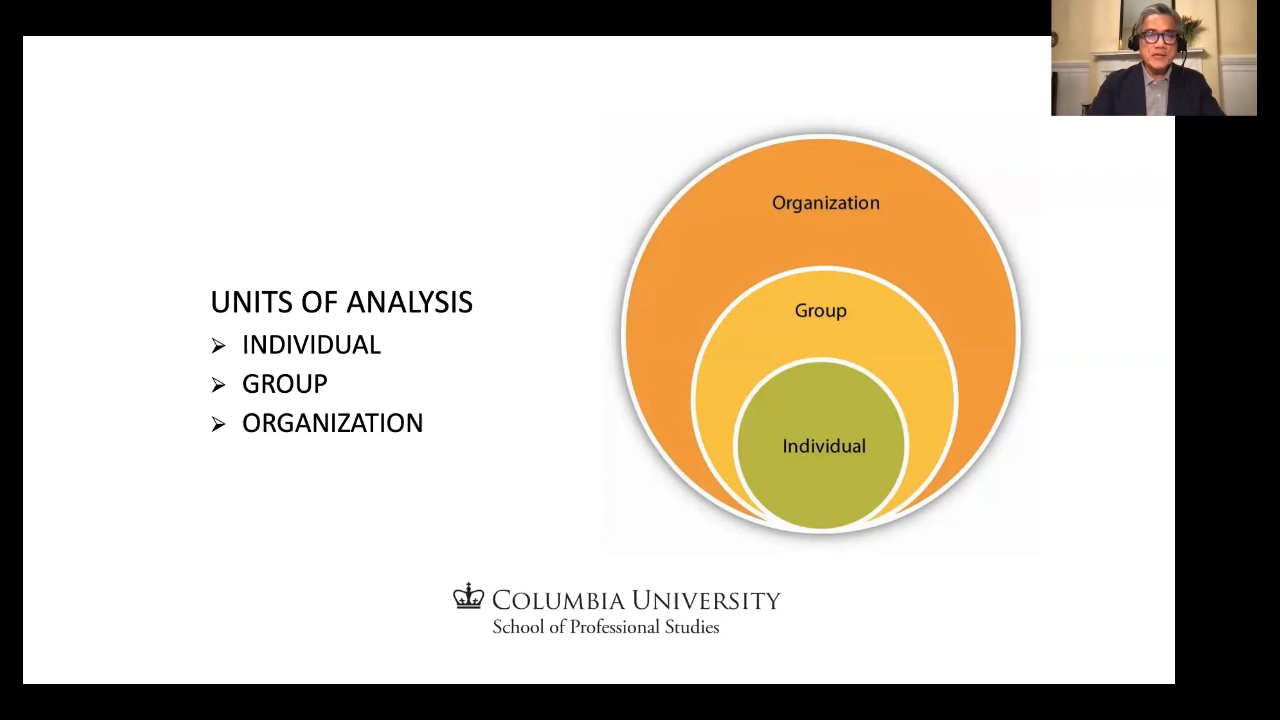 UNITS OF ANALYSIS
➢ INDIVIDUAL
➢ GROUP
➢ ORGANIZATION
Organization
Group
Individual
COLUMBIA UNIVERSITY
School of Professional Studies